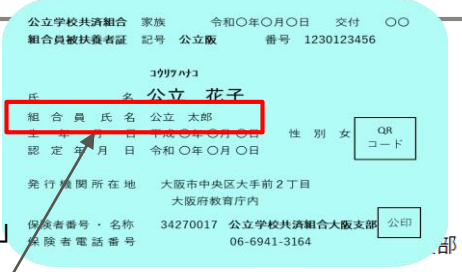 公立学校共済組合 家族 令和〇年〇月〇日 交付 〇〇
組合員被扶養者証 記号 公立阪 番号 1230123456
コウリツ ハナコ
氏 名 公立 花子
組合員氏名 公立 太郎
生年月日 平成〇年〇月〇日 性別 女
QR
コード
認定年月日 令和〇年〇月〇日
発行機関所在地 大阪市中央区大手前２丁目
大阪府教育庁内
保険者番号・名称 34270017 公立学校共済組合大阪支部 公印
保険者電話番号 06-6941-3164
」
部